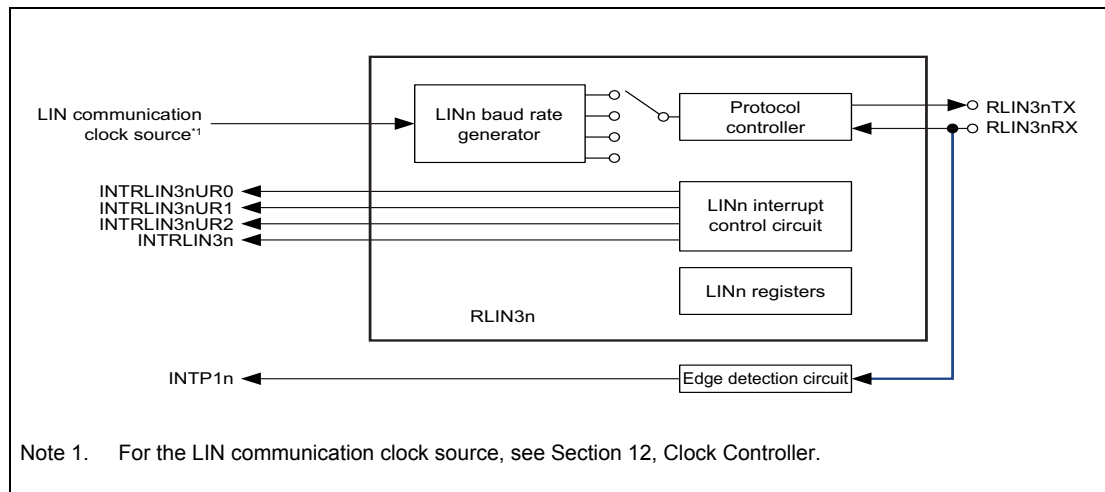 LIN communication
clock source*1
LINn baud rate
generator
Protocol
controller
RLIN3nTX
RLIN3nRX
INTRLIN3nUR0
INTRLIN3nUR1
INTRLIN3nUR2
INTRLIN3n
LINn interrupt
control circuit
LINn registers
RLIN3n
INTP1n
Edge detection circuit
Note 1. For the LIN communication clock source, see Section 12, Clock Controller.